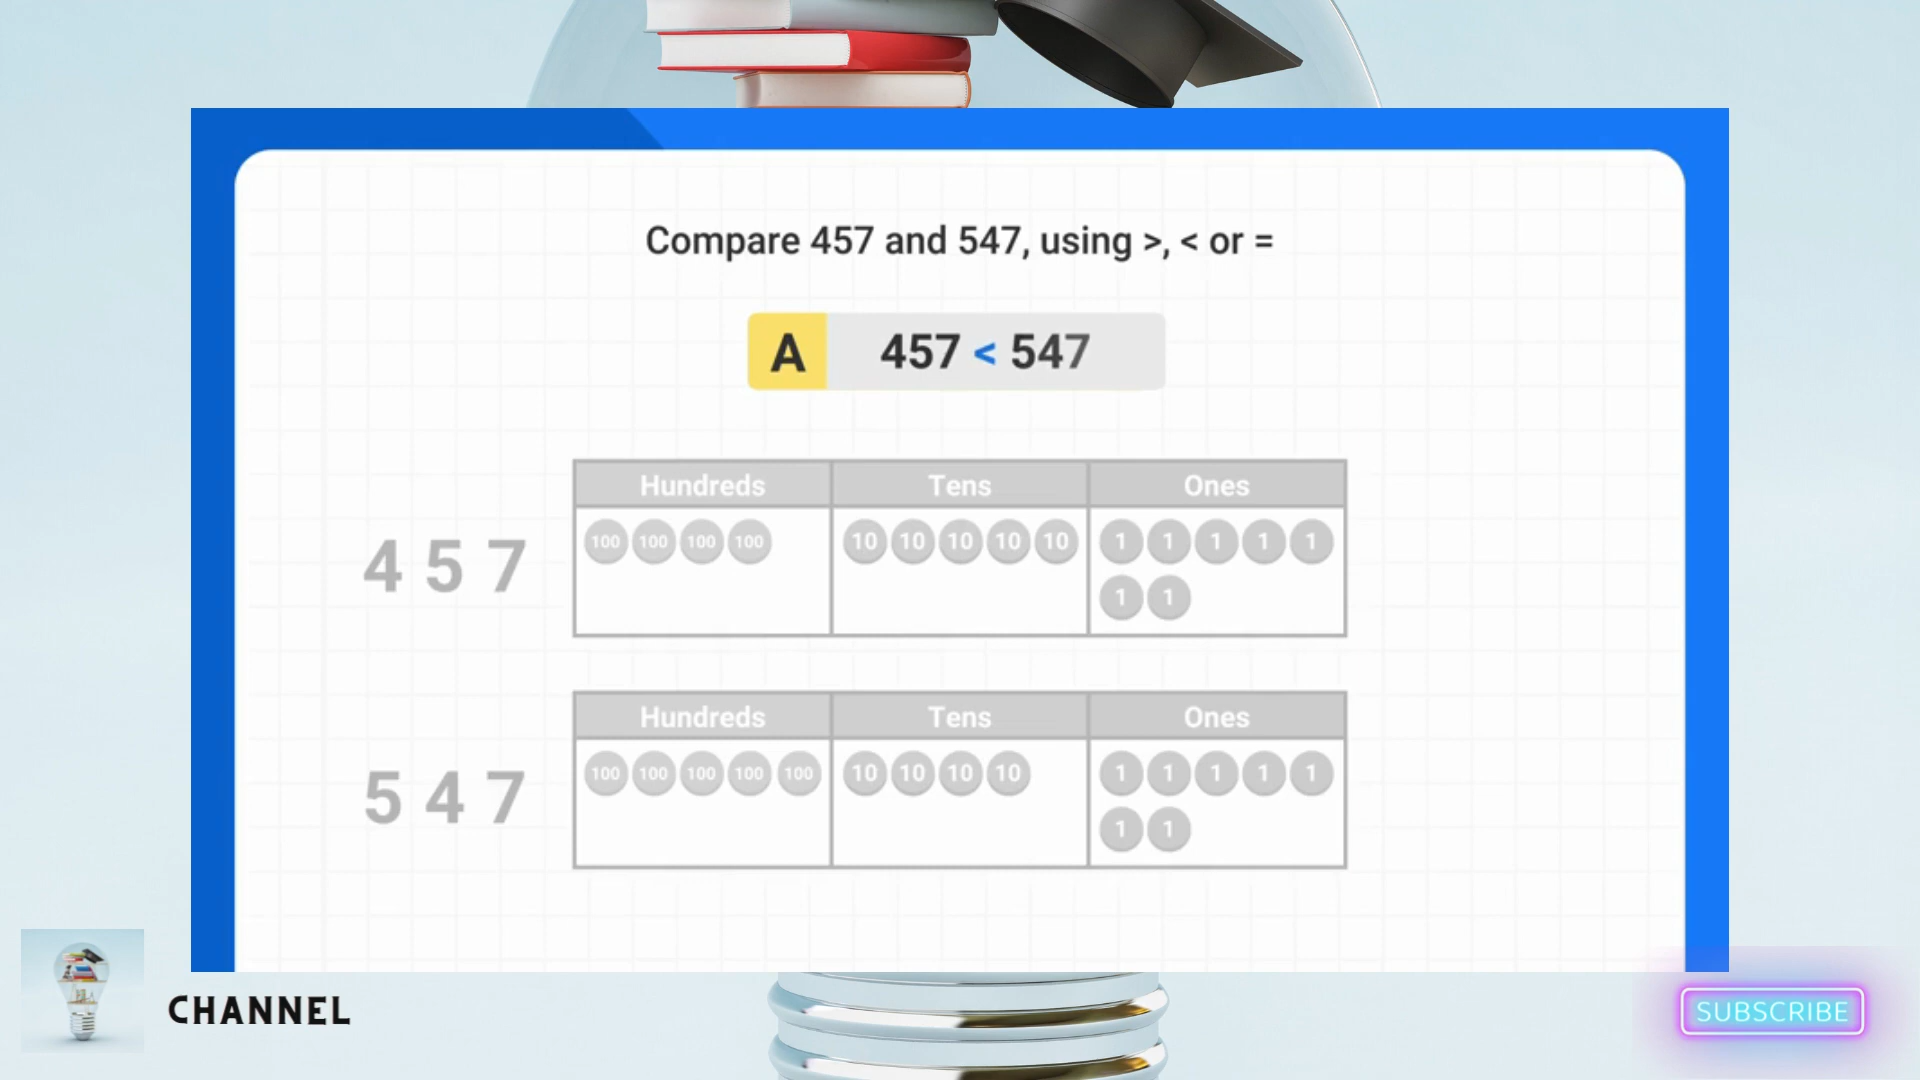 Compare 457 and 547, using >, < or =
A 457 < 547
Hundreds Tens Ones
4 5 7
100 100 100 100 10 10 10 10 10 1 1 1 1 1
1 1
Hundreds Tens Ones
5 4 7
100 100 100 100 100 10 10 10 10 1 1 1 1 1
1 1
CHANNEL
SUBSCRIBE